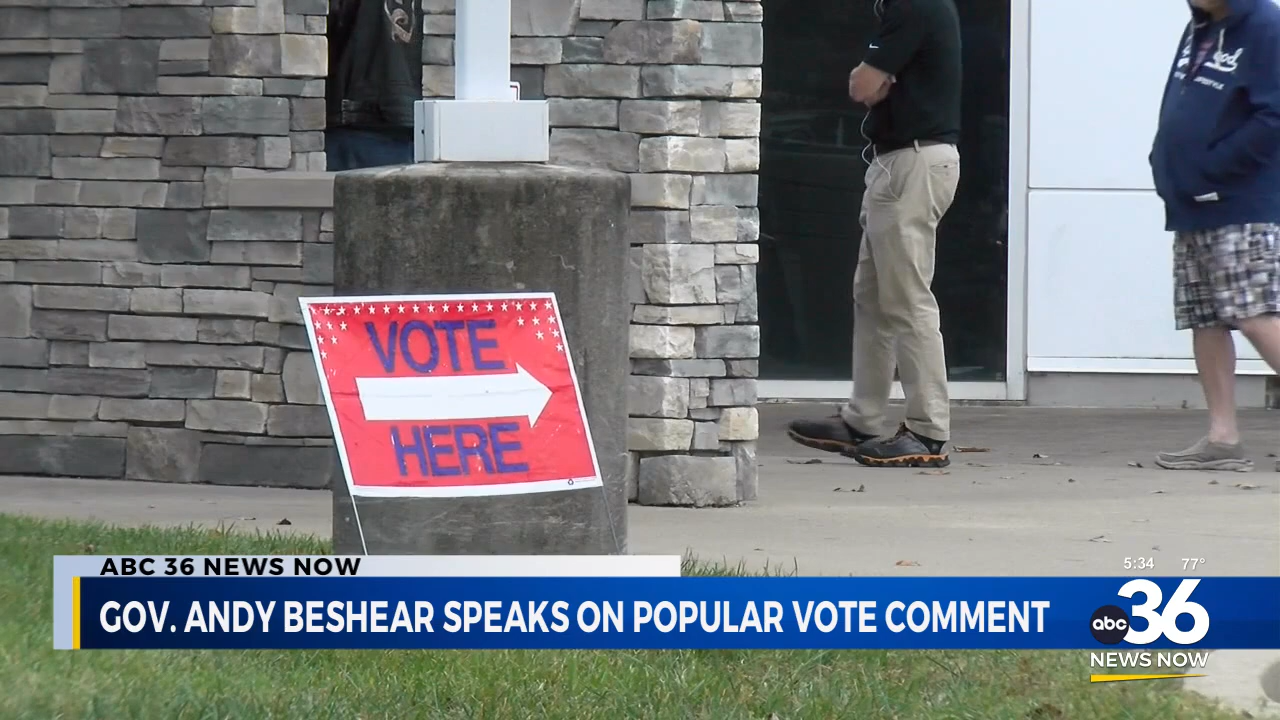 VOTE
HERE
ABC 36 NEWS NOW
GOV. ANDY BESHEAR SPEAKS ON POPULAR VOTE COMMENT
5:34 77°
abc 36
NEWS NOW